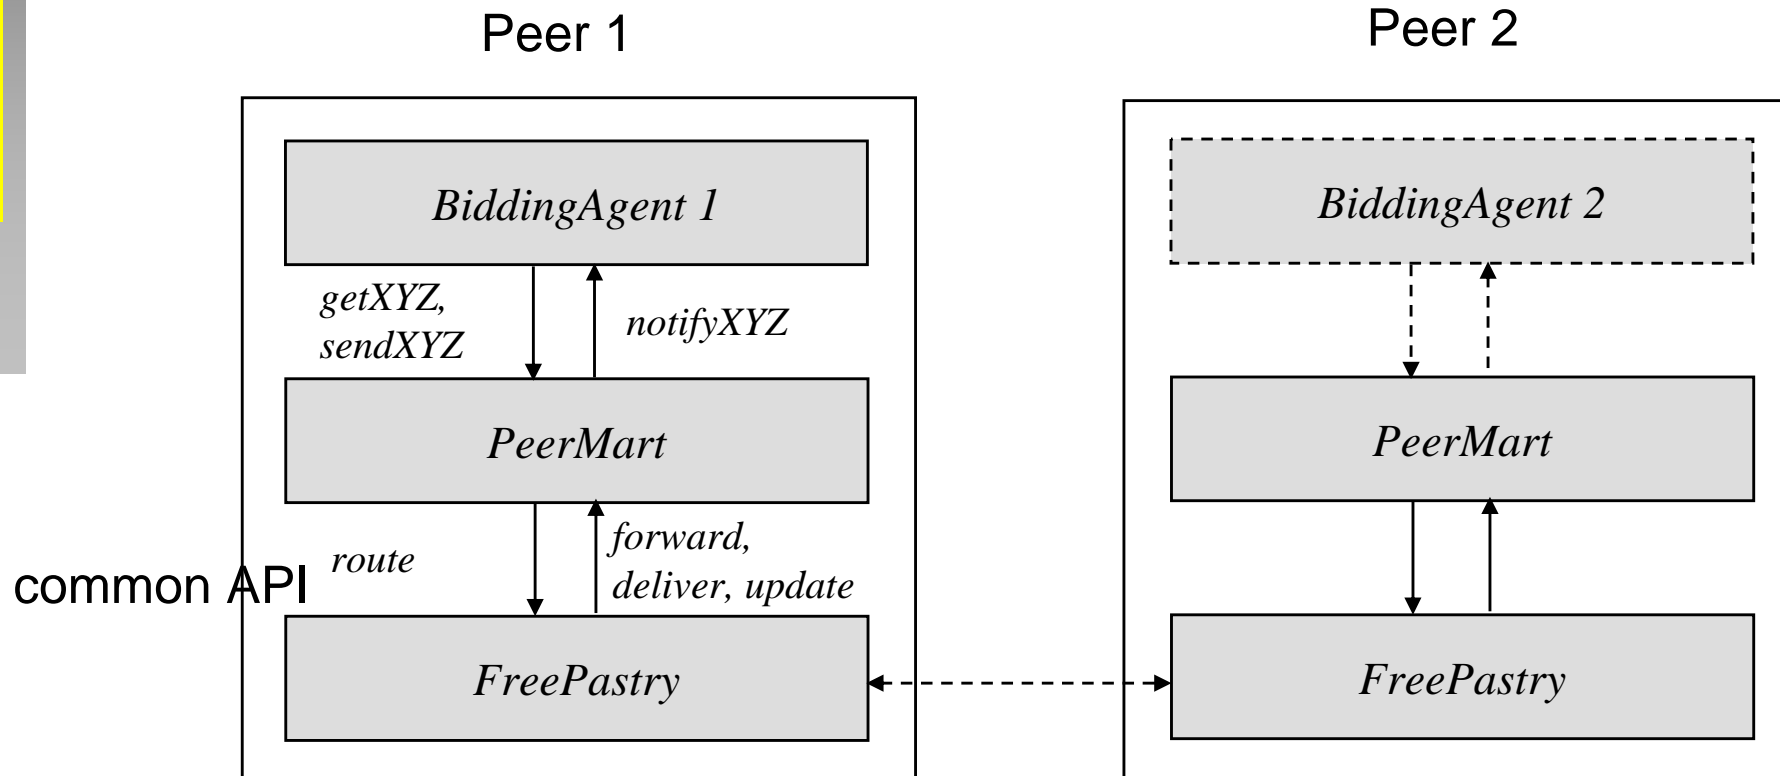 Peer 1
Peer 2
BiddingAgent 1
BiddingAgent 2
getXYZ,
sendXYZ
notifyXYZ
PeerMart
PeerMart
common API
route
forward,
deliver, update
FreePastry
FreePastry